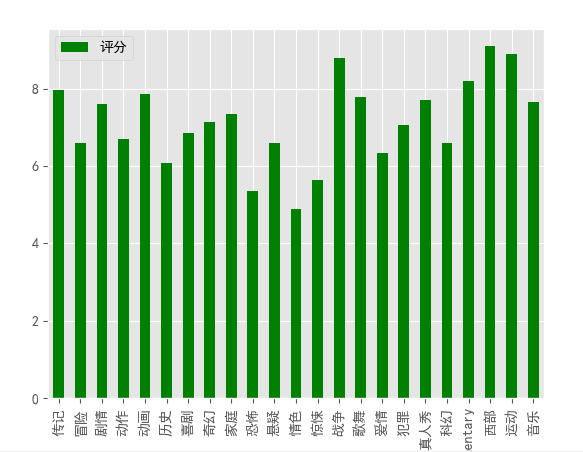 评分
8
6
4
2
0
传记
冒险
剧情
动作
动画
历史
喜剧
奇幻
家庭
恐怖
悬疑
情色
惊悚
战争
歌舞
爱情
犯罪
真人秀
科幻
entary
西部
运动
音乐